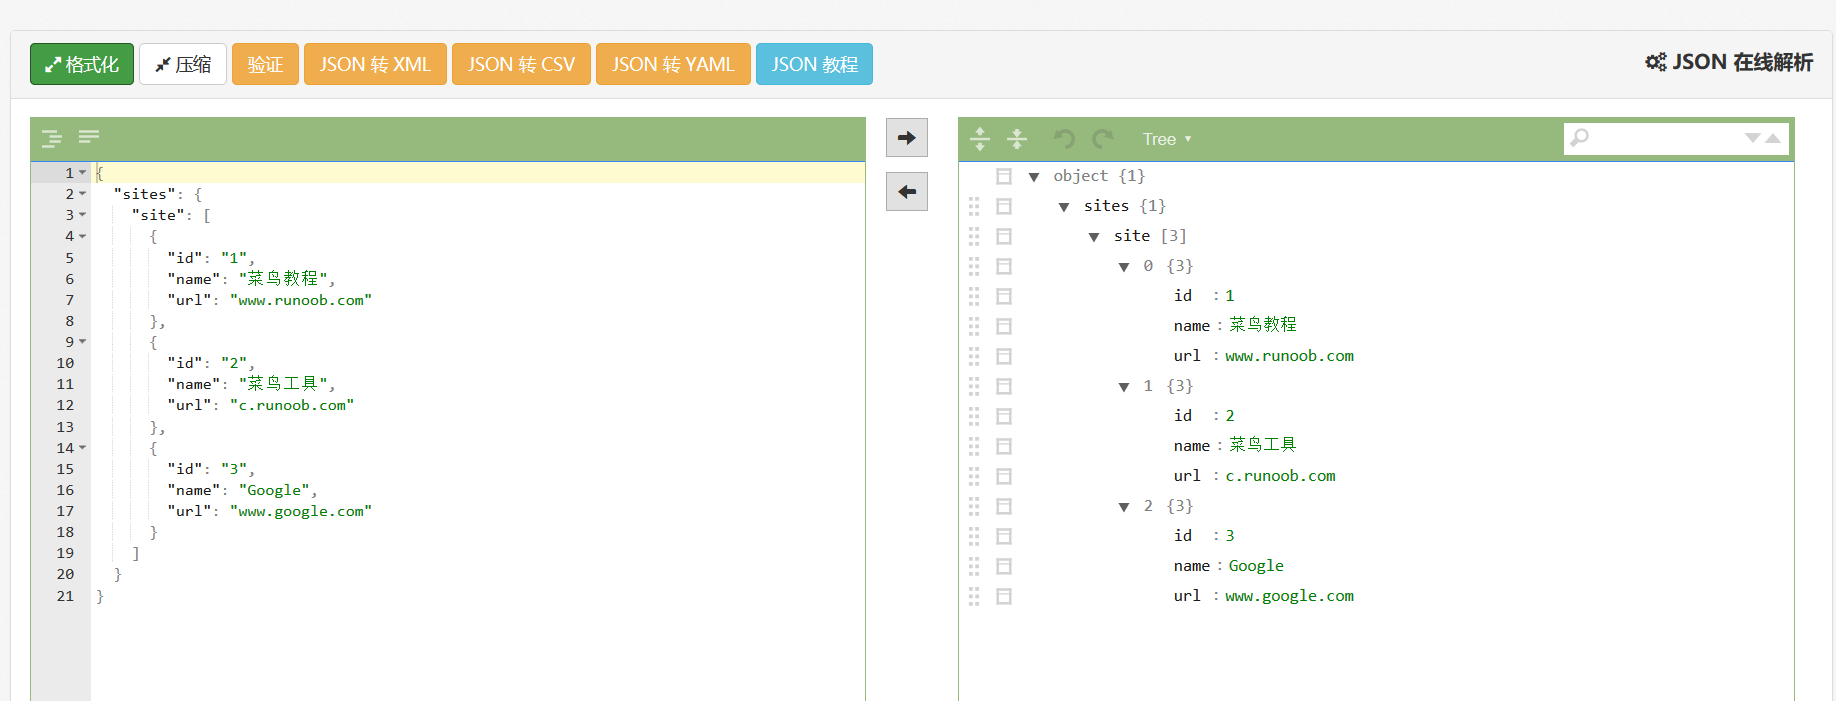 格式化 压缩 验证 JSON 转 XML JSON 转 CSV JSON 转 YAML JSON 教程 JSON 在线解析
1 {
2 "sites": {
3 "site": [
4 {
5 "id": "1",
6 "name": "菜鸟教程",
7 "url": "www.runoob.com"
8 },
9 {
10 "id": "2",
11 "name": "菜鸟工具",
12 "url": "c.runoob.com"
13 },
14 {
15 "id": "3",
16 "name": "Google",
17 "url": "www.google.com"
18 }
19 ]
20 }
21 }
Tree
object {1}
sites {1}
site [3]
0 {3}
id : 1
name : 菜鸟教程
url : www.runoob.com
1 {3}
id : 2
name : 菜鸟工具
url : c.runoob.com
2 {3}
id : 3
name : Google
url : www.google.com